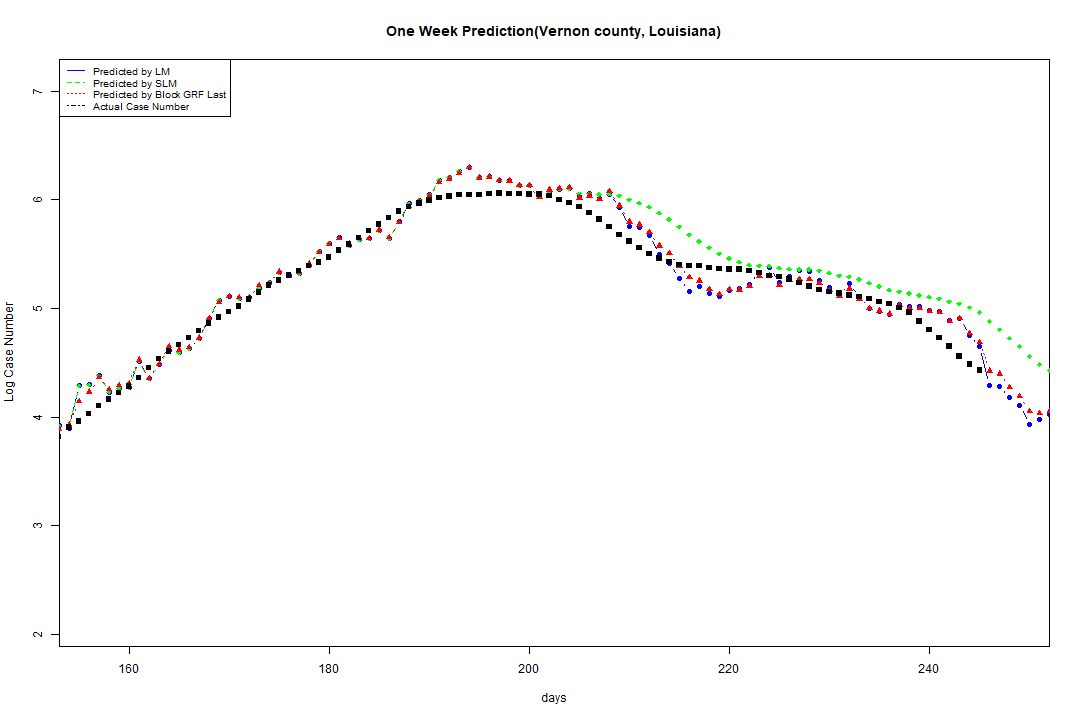 One Week Prediction(Vernon county, Louisiana)
Predicted by LM
Predicted by SLM
Predicted by Block GRF Last
Actual Case Number
7
6
5
4
3
2
Log Case Number
160 180 200 220 240
days